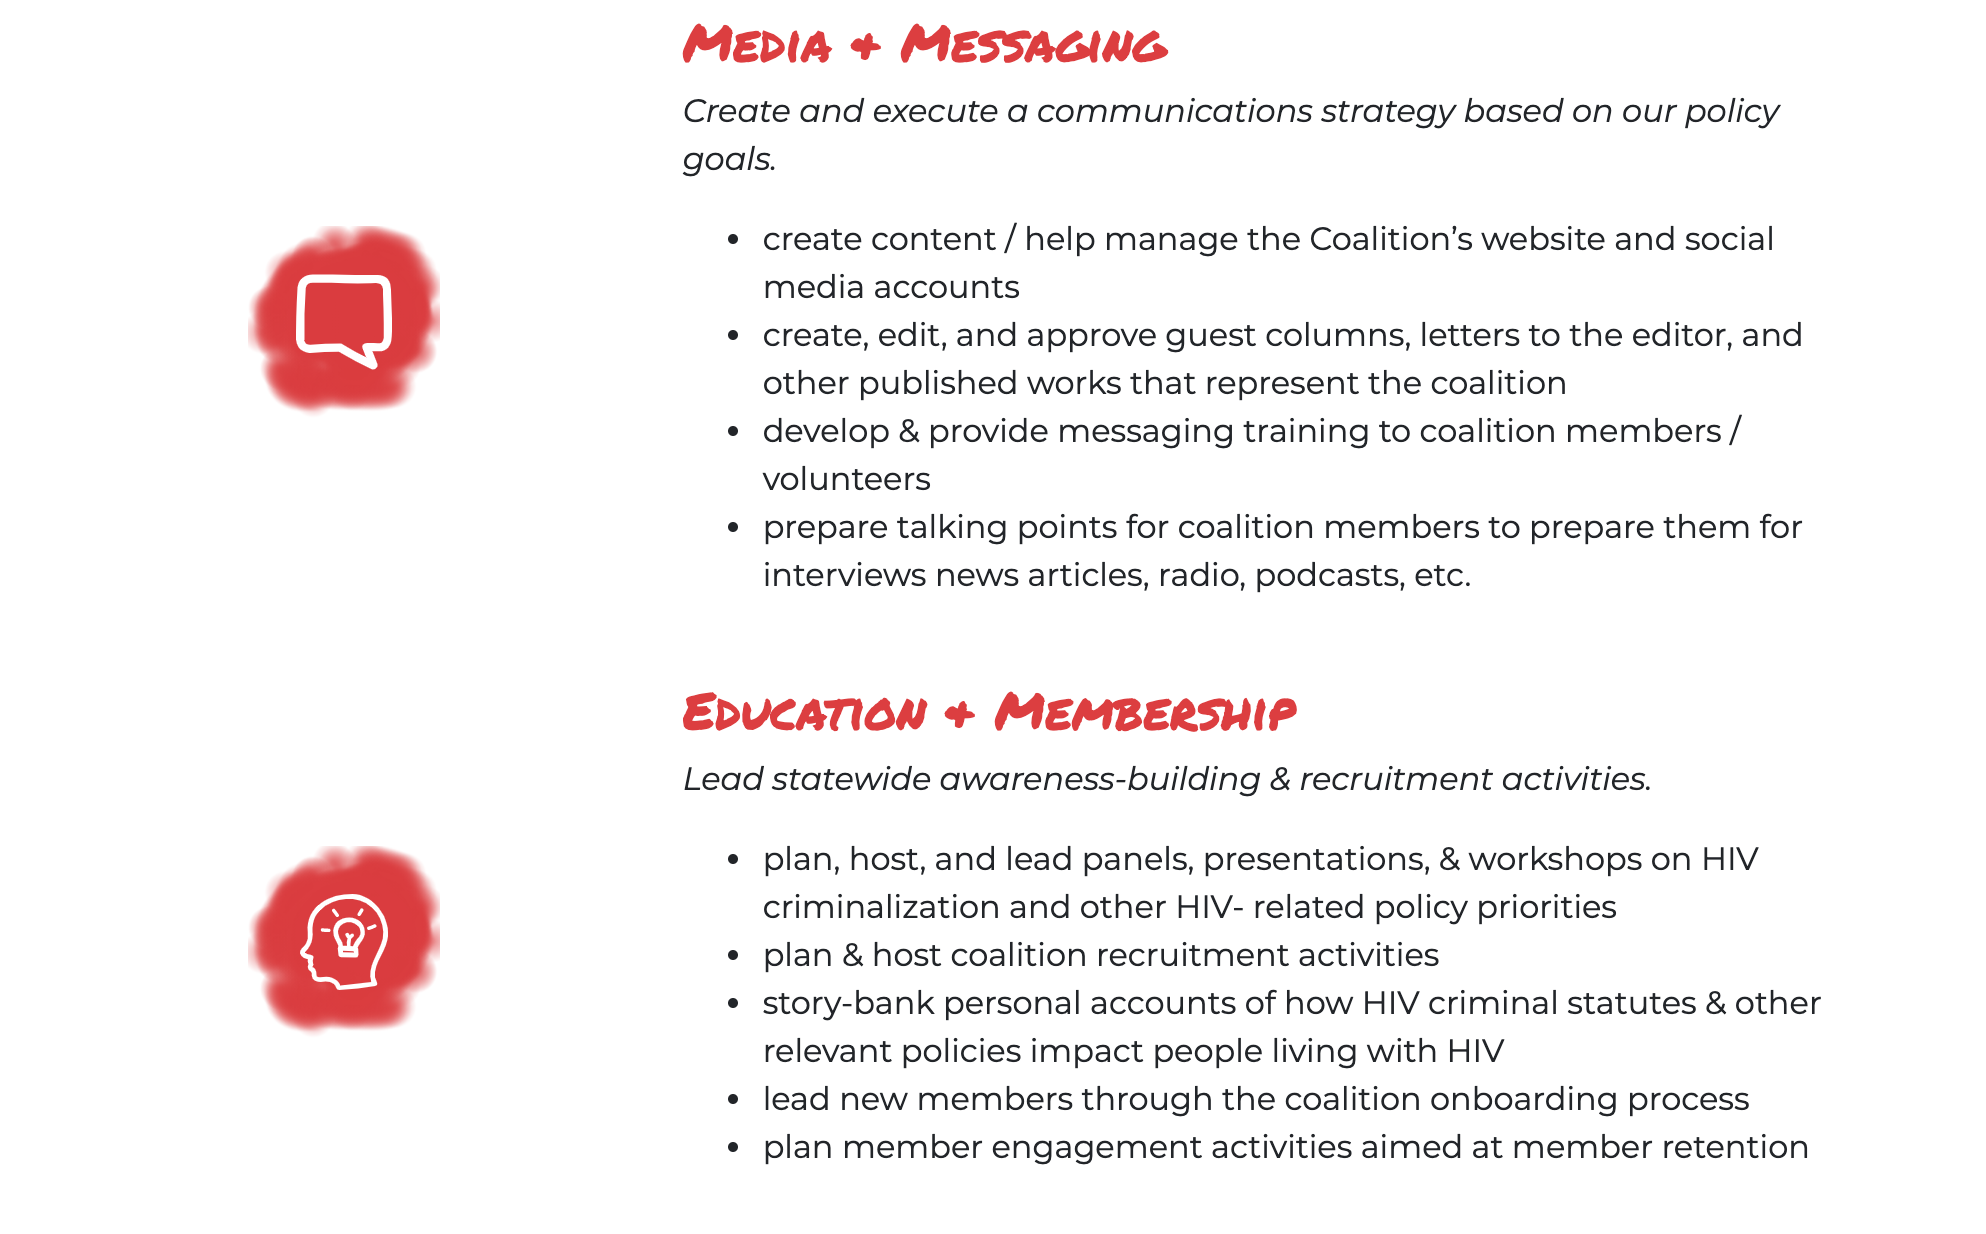 Media & Messaging
Create and execute a communications strategy based on our policy
goals.
• create content / help manage the Coalition’s website and social
media accounts
• create, edit, and approve guest columns, letters to the editor, and
other published works that represent the coalition
• develop & provide messaging training to coalition members /
volunteers
• prepare talking points for coalition members to prepare them for
interviews news articles, radio, podcasts, etc.
Education & Membership
Lead statewide awareness-building & recruitment activities.
• plan, host, and lead panels, presentations, & workshops on HIV
criminalization and other HIV- related policy priorities
• plan & host coalition recruitment activities
• story-bank personal accounts of how HIV criminal statutes & other
relevant policies impact people living with HIV
• lead new members through the coalition onboarding process
• plan member engagement activities aimed at member retention